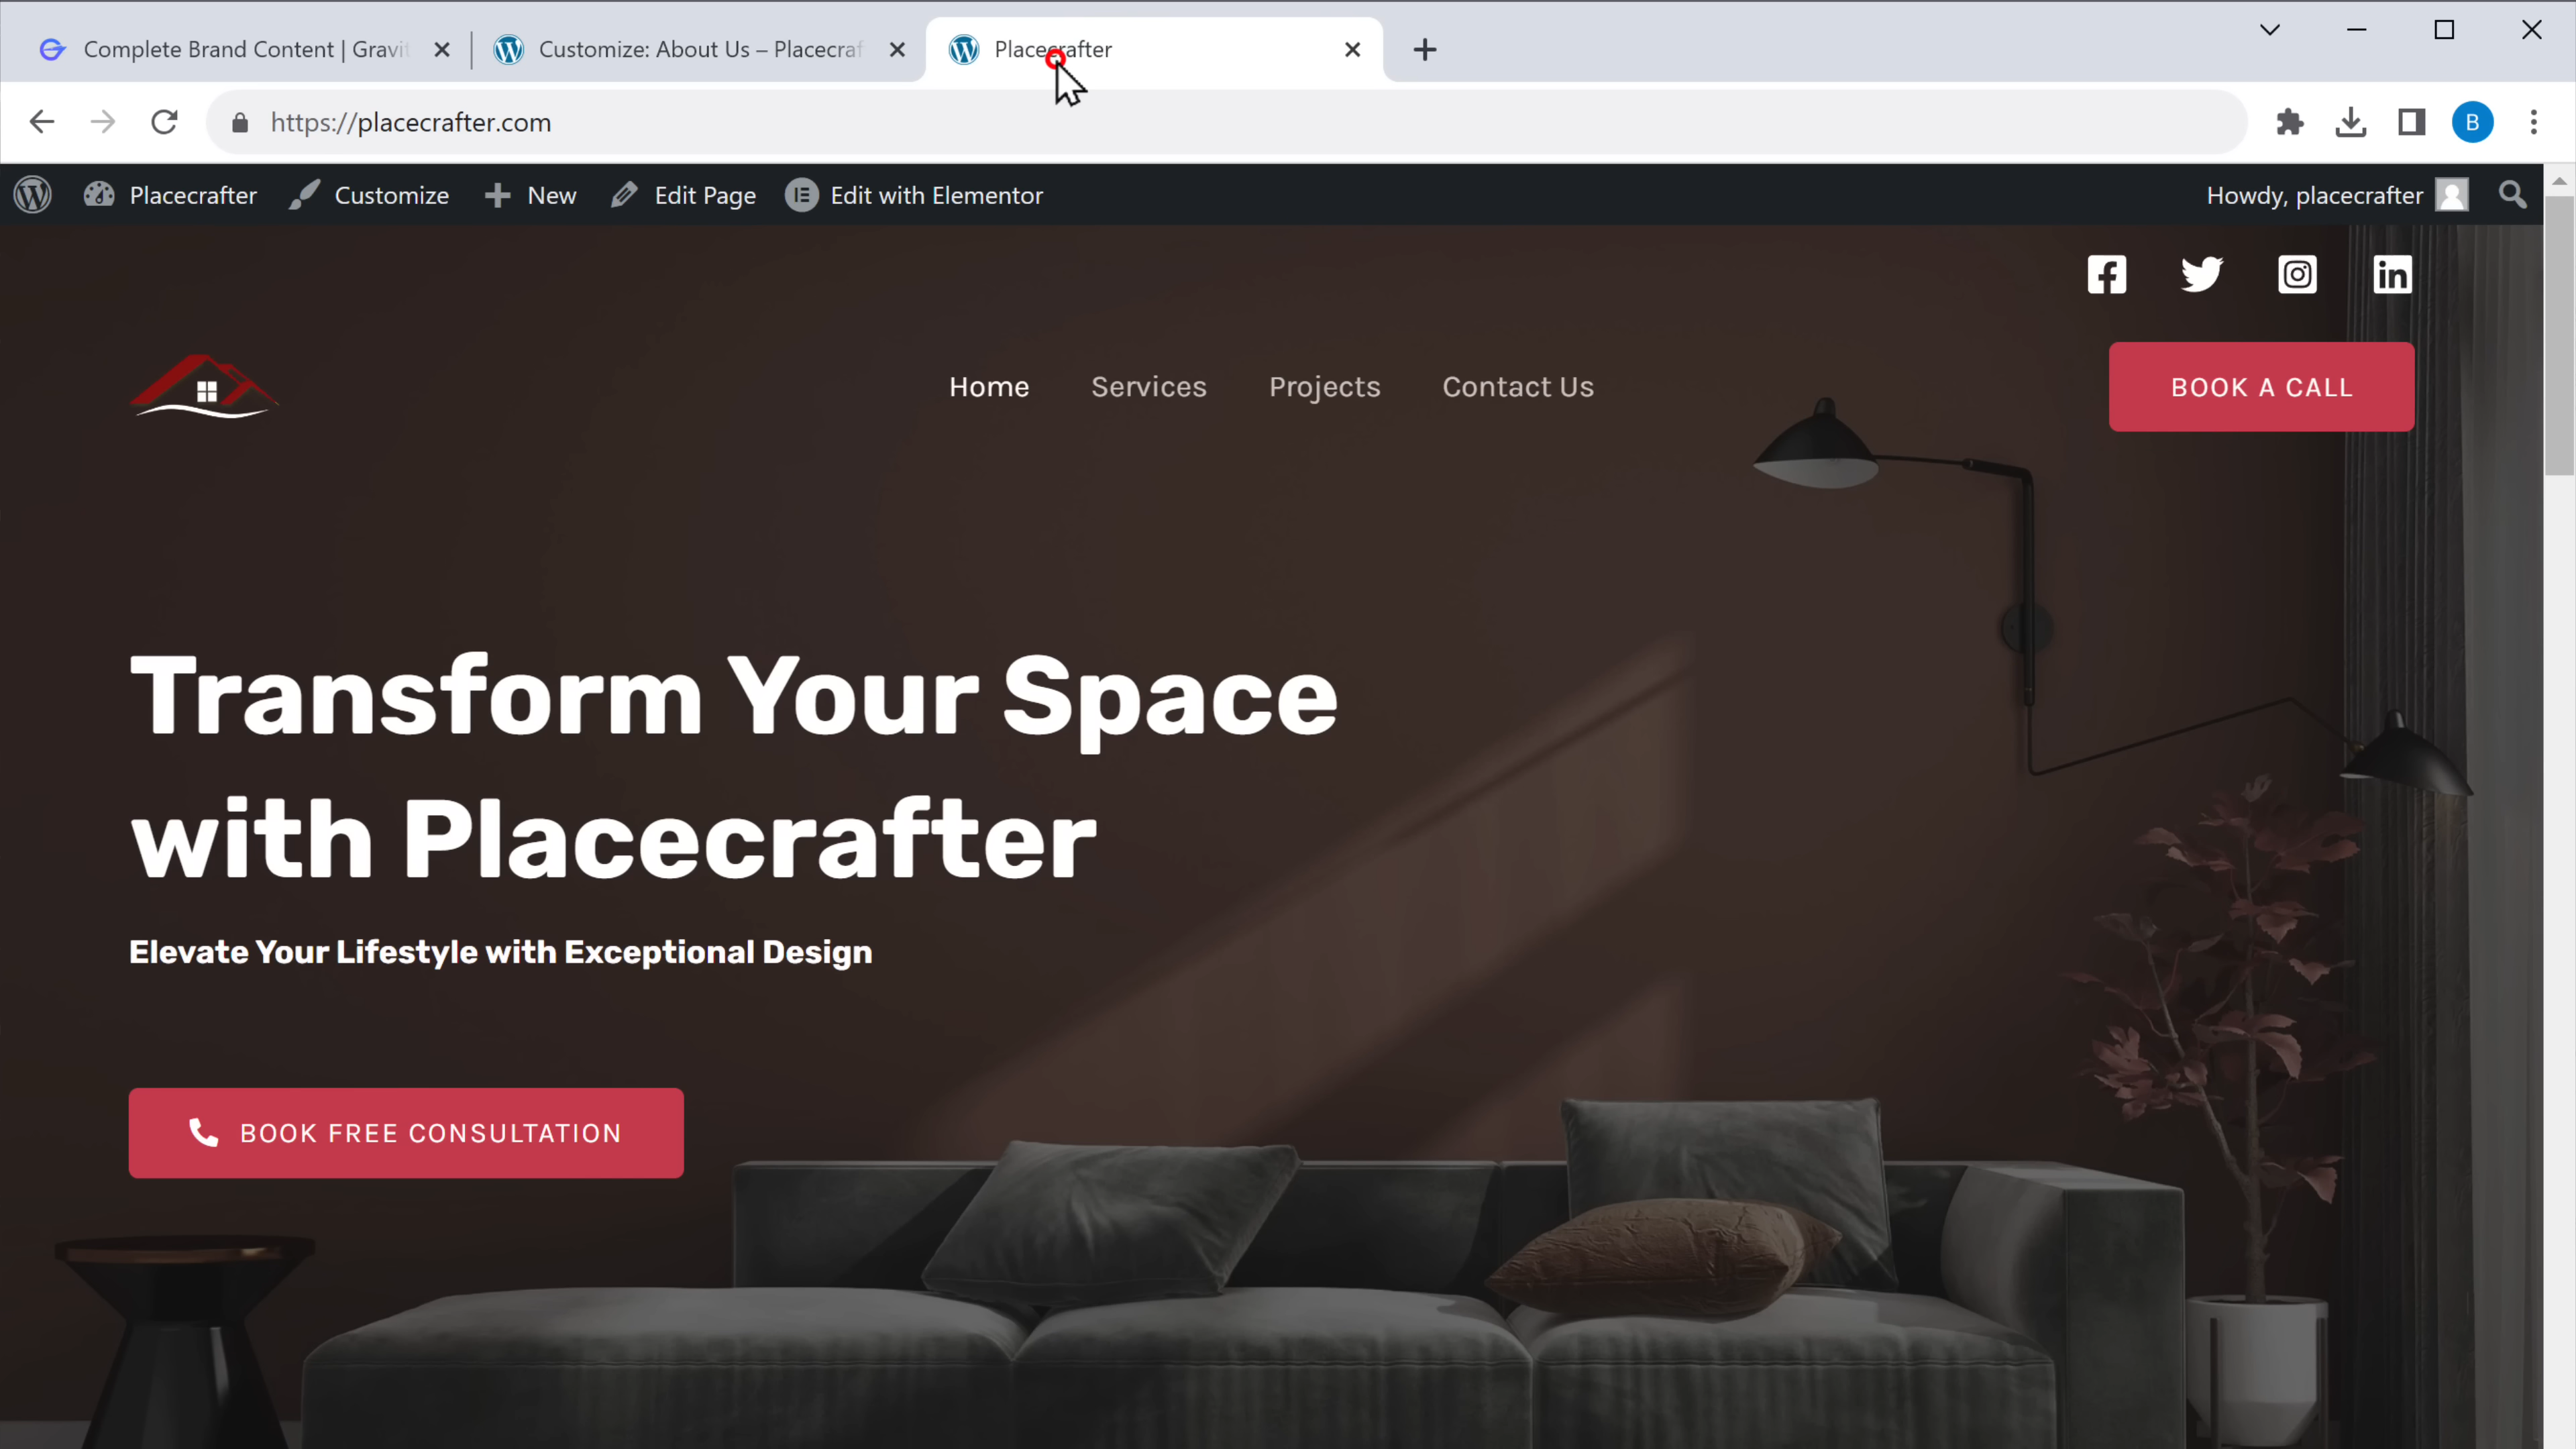 Complete Brand Content | Gravit
Customize: About Us – Placecraf
Placecrafter
https://placecrafter.com
B
Placecrafter
Customize
New
Edit Page
Edit with Elementor
Howdy, placecrafter
Home
Services
Projects
Contact Us
BOOK A CALL
Transform Your Space
with Placecrafter
Elevate Your Lifestyle with Exceptional Design
BOOK FREE CONSULTATION